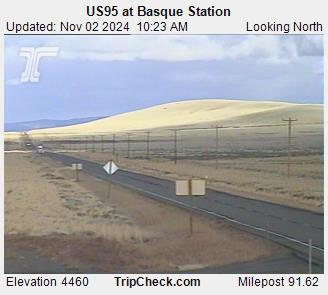 US95 at Basque Station
Updated: Nov 02 2024 10:23 AM Looking North
Elevation 4460 TripCheck.com Milepost 91.62